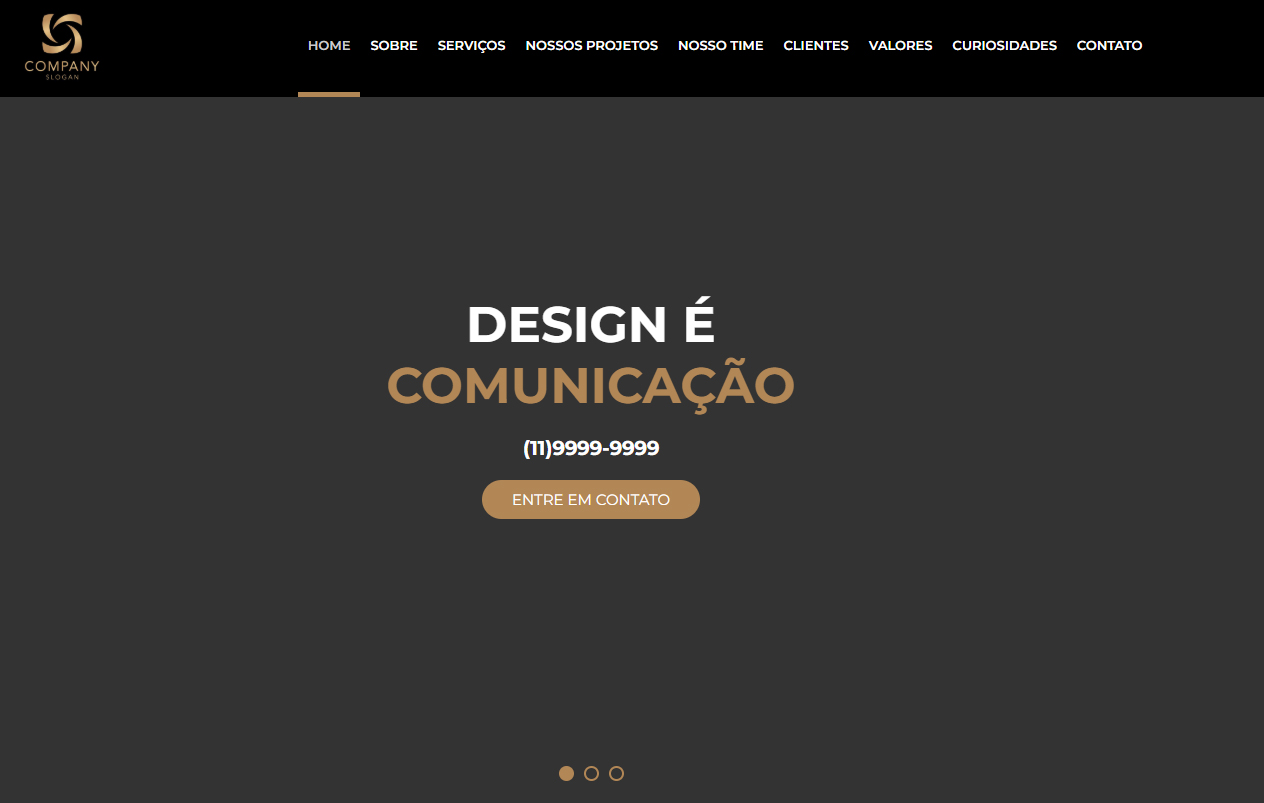 COMPANY
SLOGAN
HOME SOBRE SERVIÇOS NOSSOS PROJETOS NOSSO TIME CLIENTES VALORES CURIOSIDADES CONTATO
DESIGN É
COMUNICAÇÃO
(11)9999-9999
ENTRE EM CONTATO